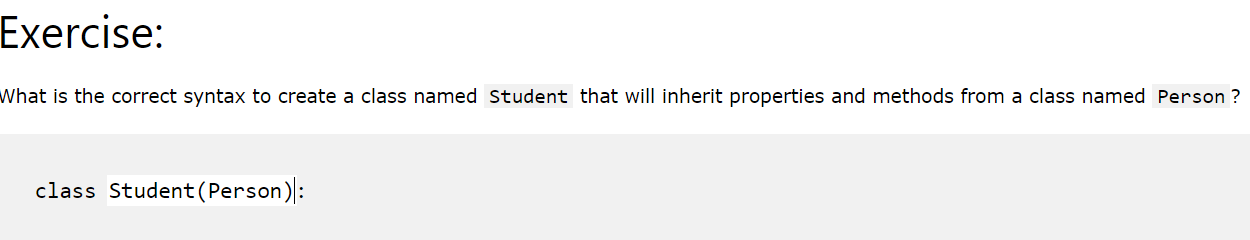 Exercise:
What is the correct syntax to create a class named Student that will inherit properties and methods from a class named Person?
class Student(Person):